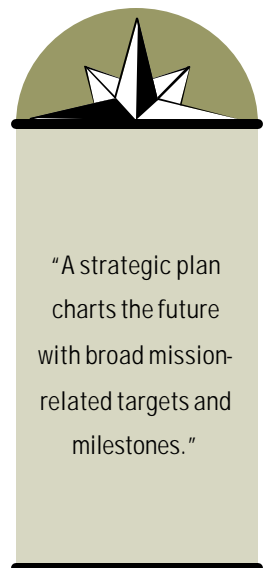 “A strategic plan
charts the future
with broad mission-
related targets and
milestones.”